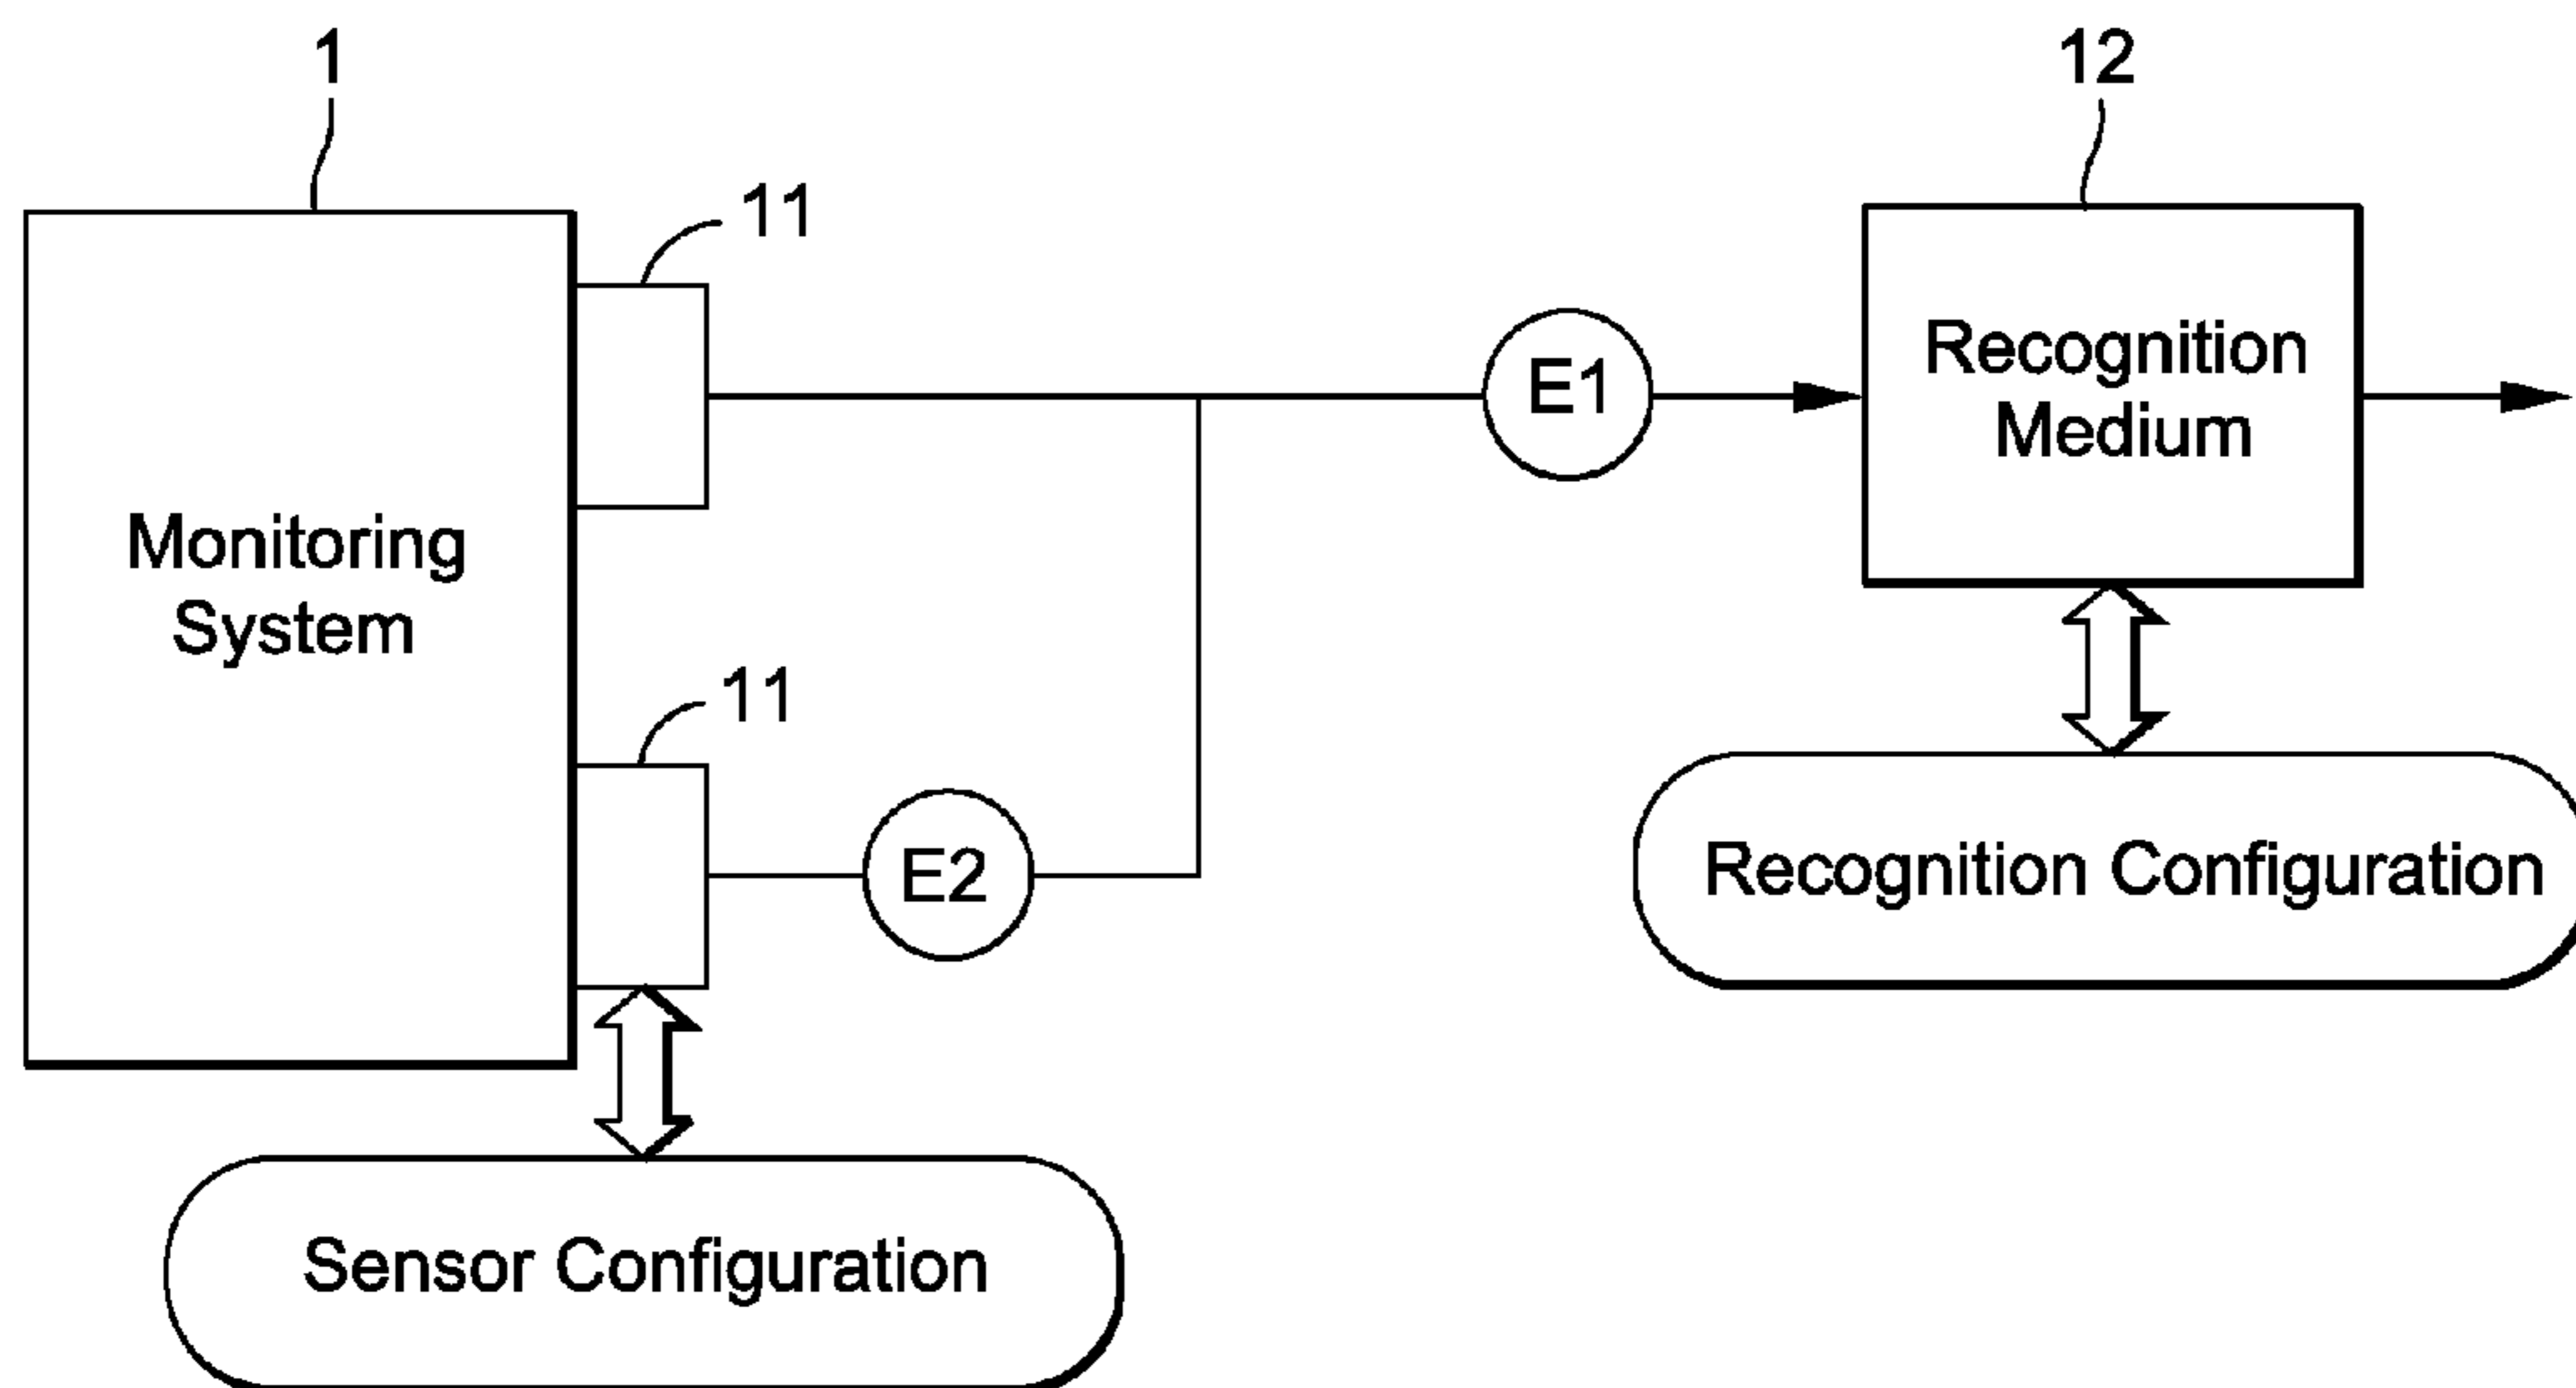 1
12
11
E1
Recognition
Medium
Monitoring
System
11
E2
Recognition Configuration
Sensor Configuration